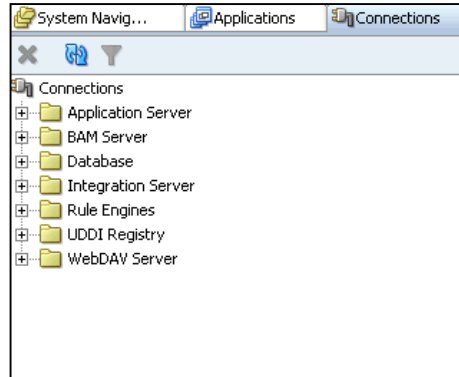 System Navig... Applications Connections
Connections
Application Server
BAM Server
Database
Integration Server
Rule Engines
UDDI Registry
WebDAV Server